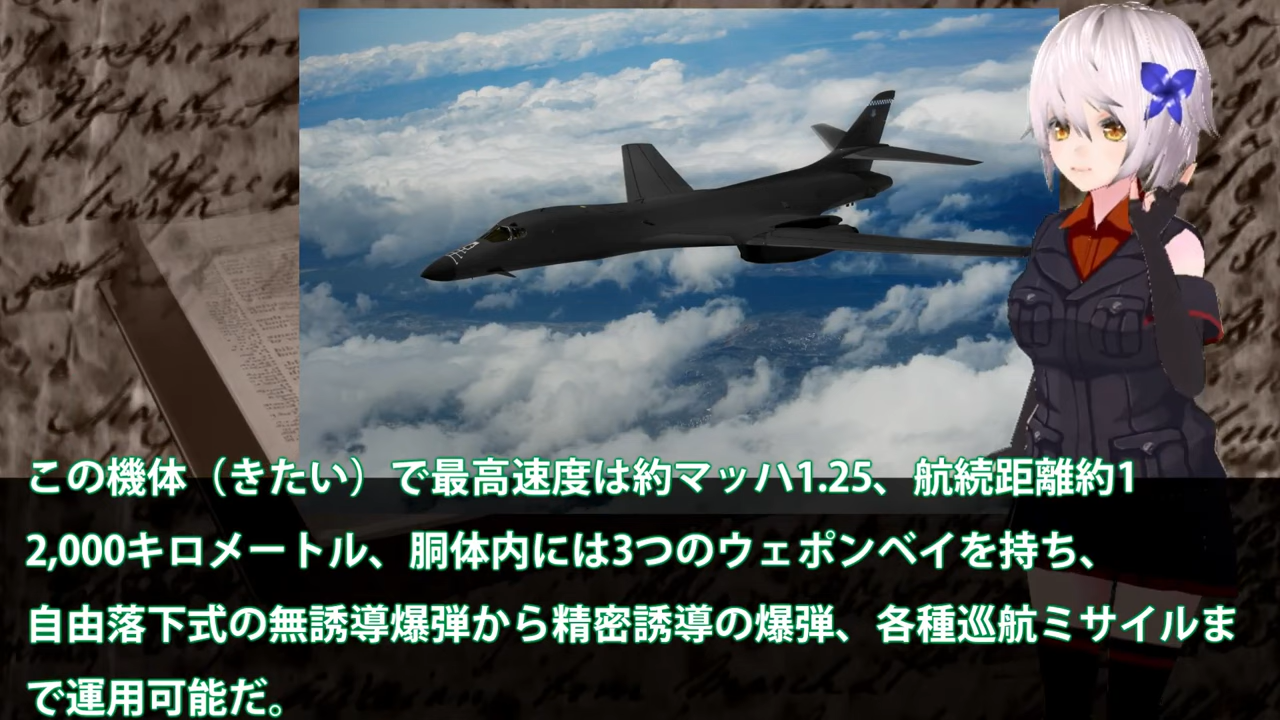 この機体（きたい）で最高速度は約マッハ1.25、航続距離約1
2,000キロメートル、胴体内には3つのウェポンベイを持ち、
自由落下式の無誘導爆弾から精密誘導の爆弾、各種巡航ミサイルま
で運用可能だ。